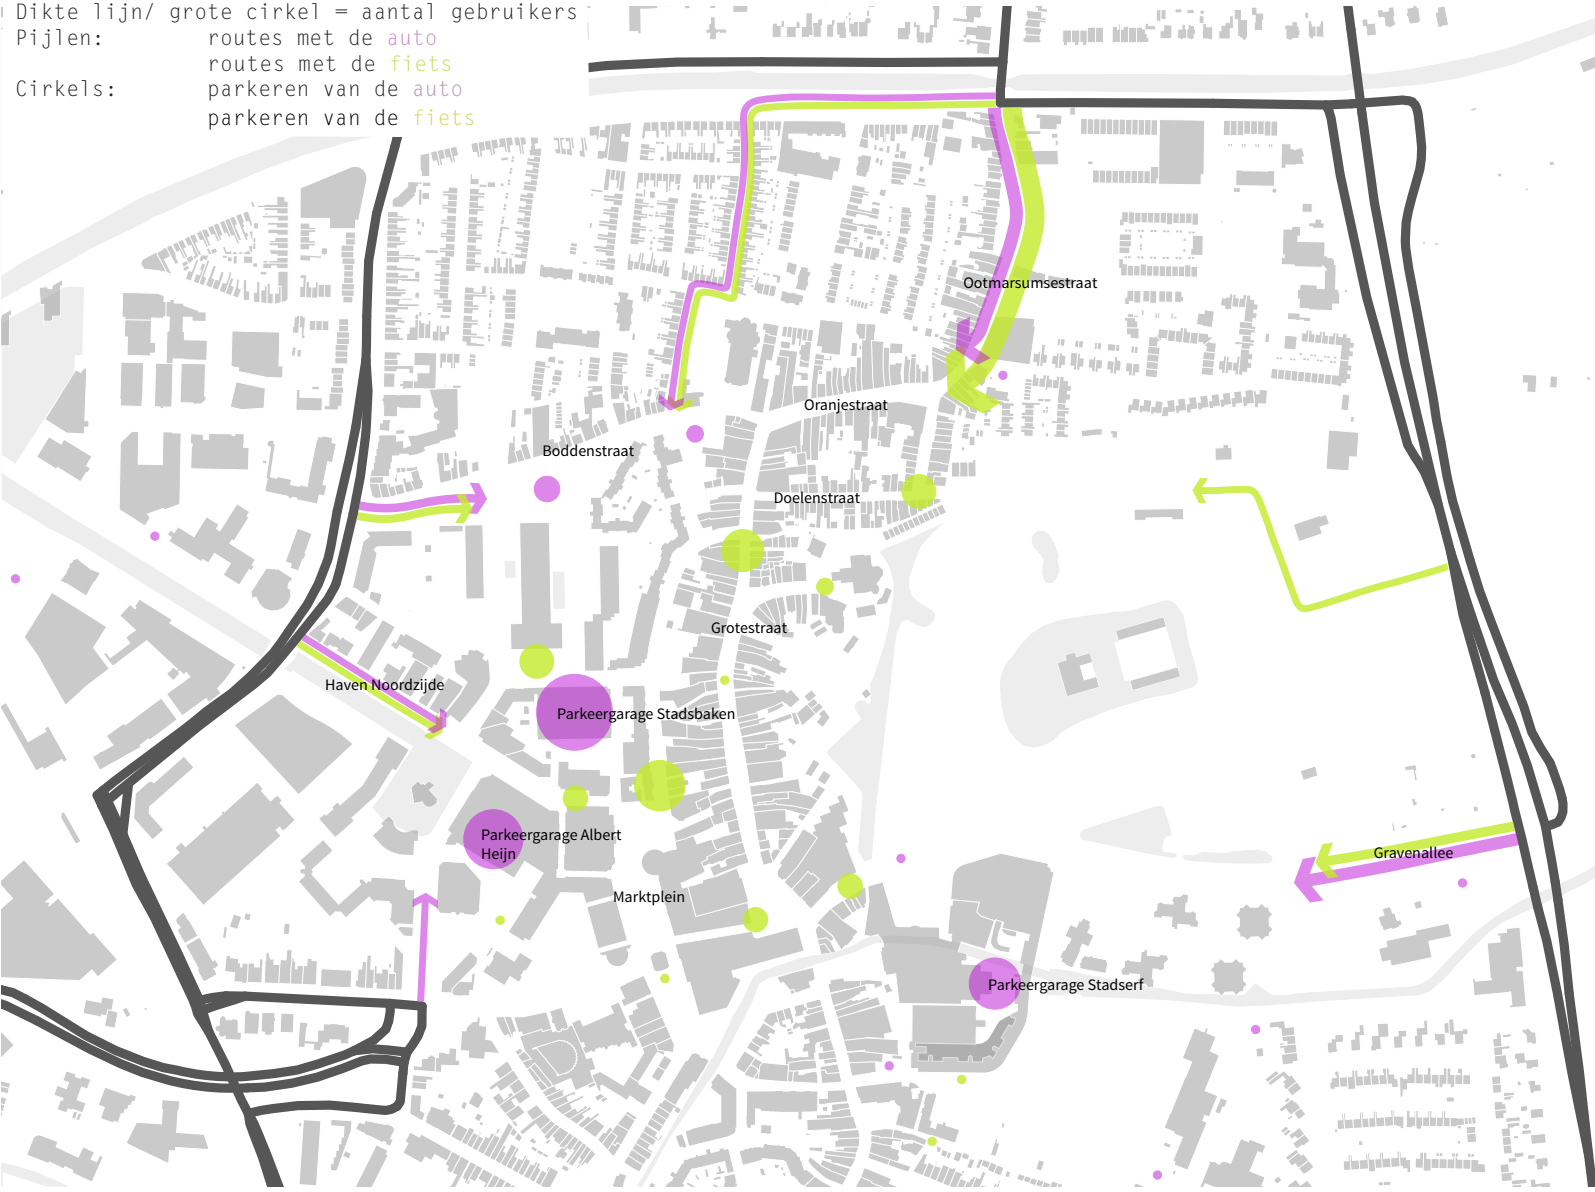 Dikte lijn/ grote cirkel = aantal gebruikers
Pijlen: routes met de auto
routes met de fiets
Cirkels: parkeren van de auto
parkeren van de fiets
Ootmarsumsestraat
Oranjestraat
Boddenstraat
Doelenstraat
Grotestraat
Haven Noordzijde
Parkeergarage Stadsbaken
Parkeergarage Albert
Heijn
Gravenallee
Marktplein
Parkeergarage Stadserf